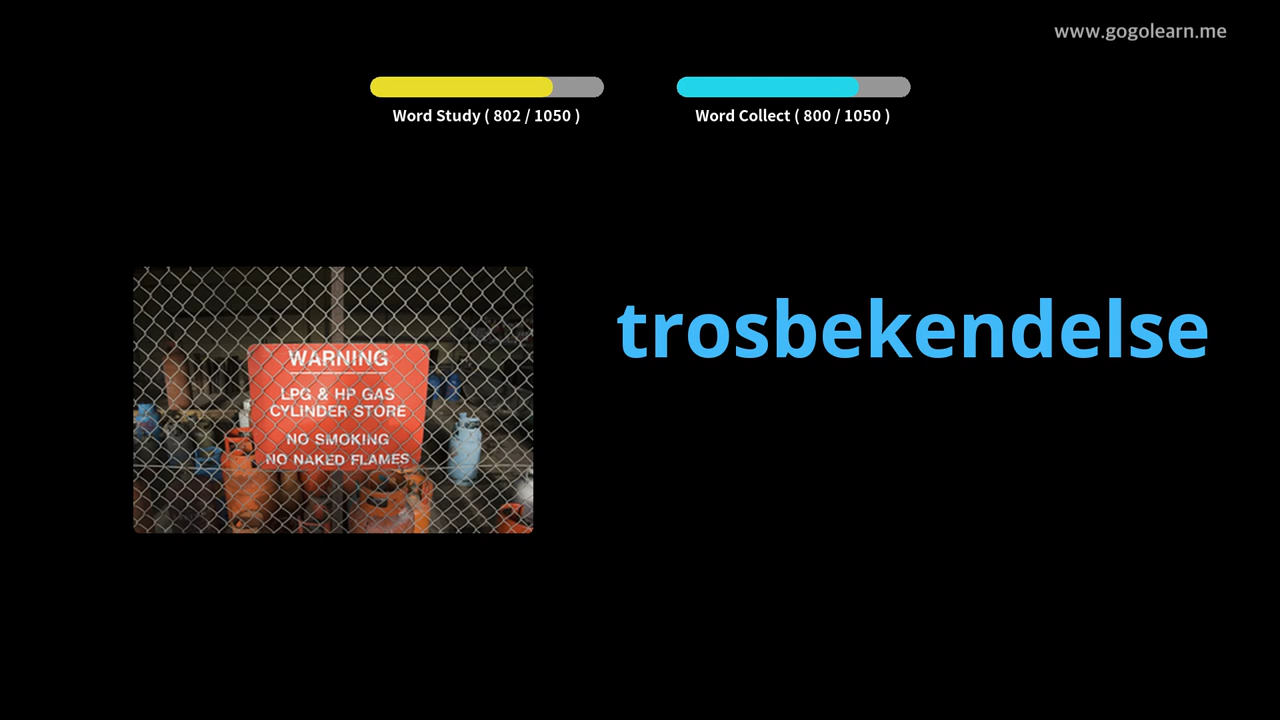 www.gogolearn.me
Word Study ( 802 / 1050 )
Word Collect ( 800 / 1050 )
trosbekendelse
WARNING
LPG & HP GAS
CYLINDER STORE
NO SMOKING
NO NAKED FLAMES